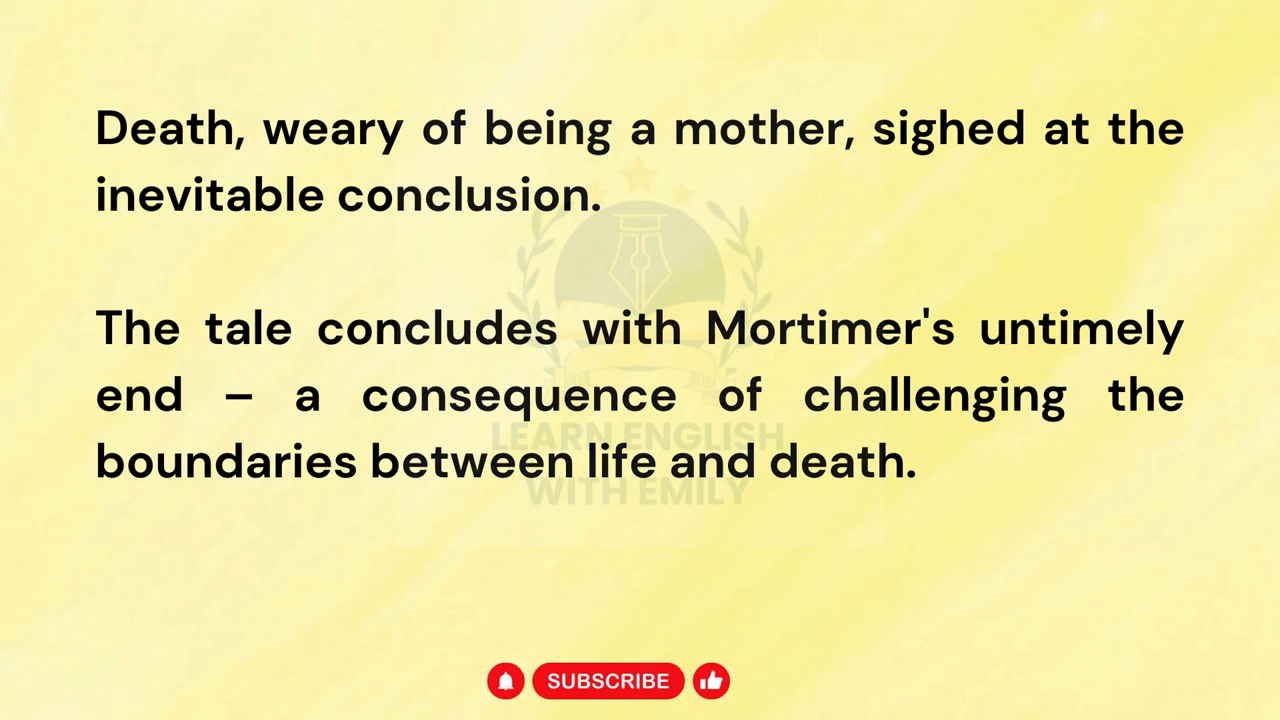 Death, weary of being a mother, sighed at the
inevitable conclusion.
The tale concludes with Mortimer's untimely
end – a consequence of challenging the
boundaries between life and death.
LEARN ENGLISH
WITH EMILY
SUBSCRIBE